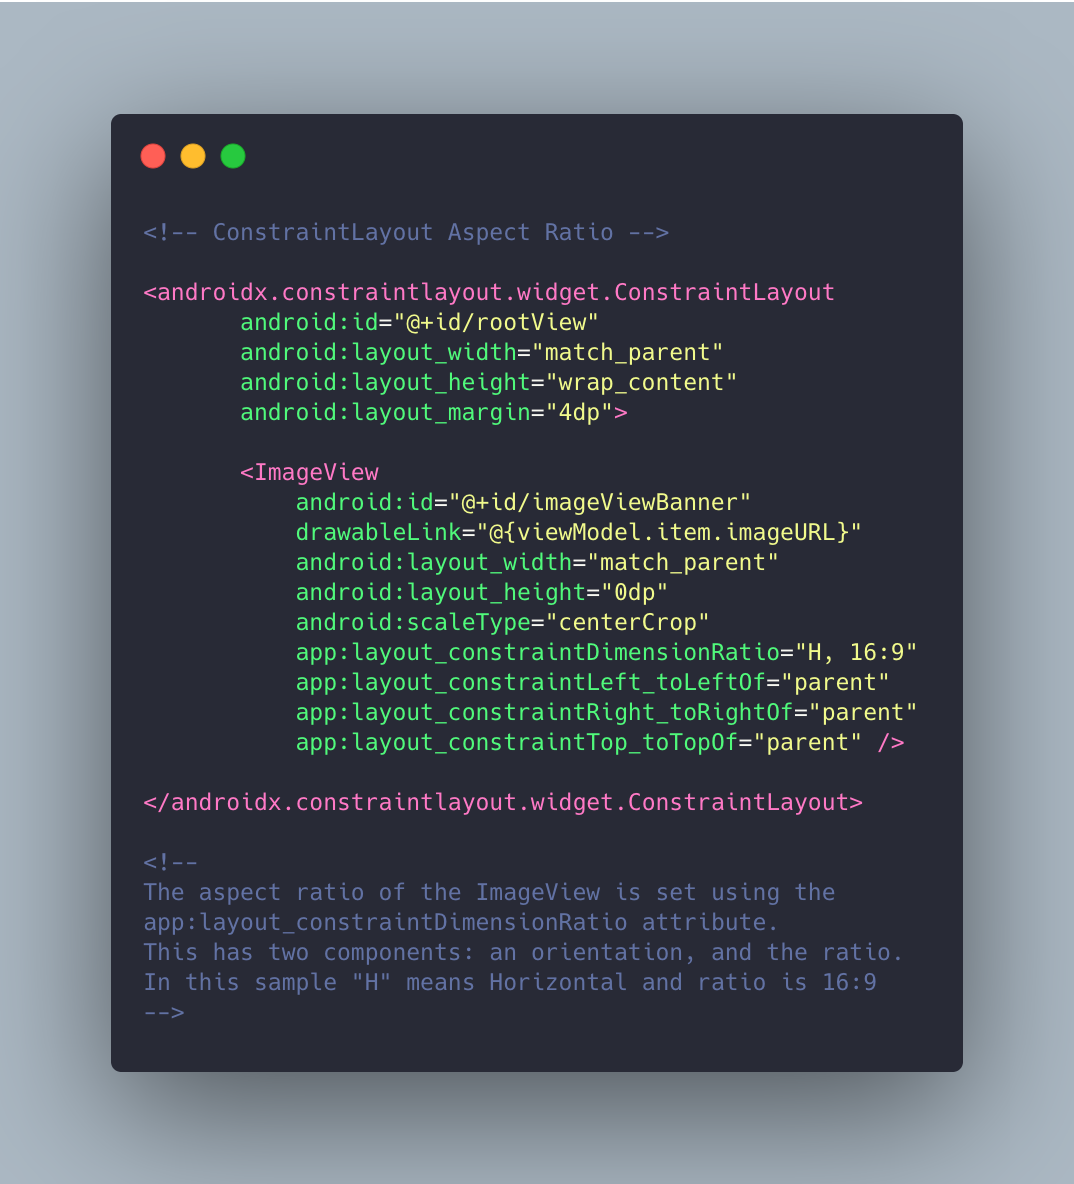 <!-- ConstraintLayout Aspect Ratio -->
<androidx.constraintlayout.widget.ConstraintLayout
android:id="@+id/rootView"
android:layout_width="match_parent"
android:layout_height="wrap_content"
android:layout_margin="4dp">
<ImageView
android:id="@+id/imageViewBanner"
drawableLink="@{viewModel.item.imageURL}"
android:layout_width="match_parent"
android:layout_height="0dp"
android:scaleType="centerCrop"
app:layout_constraintDimensionRatio="H, 16:9"
app:layout_constraintLeft_toLeftOf="parent"
app:layout_constraintRight_toRightOf="parent"
app:layout_constraintTop_toTopOf="parent" />
</androidx.constraintlayout.widget.ConstraintLayout>
<!--
The aspect ratio of the ImageView is set using the
app:layout_constraintDimensionRatio attribute.
This has two components: an orientation, and the ratio.
In this sample "H" means Horizontal and ratio is 16:9
-->